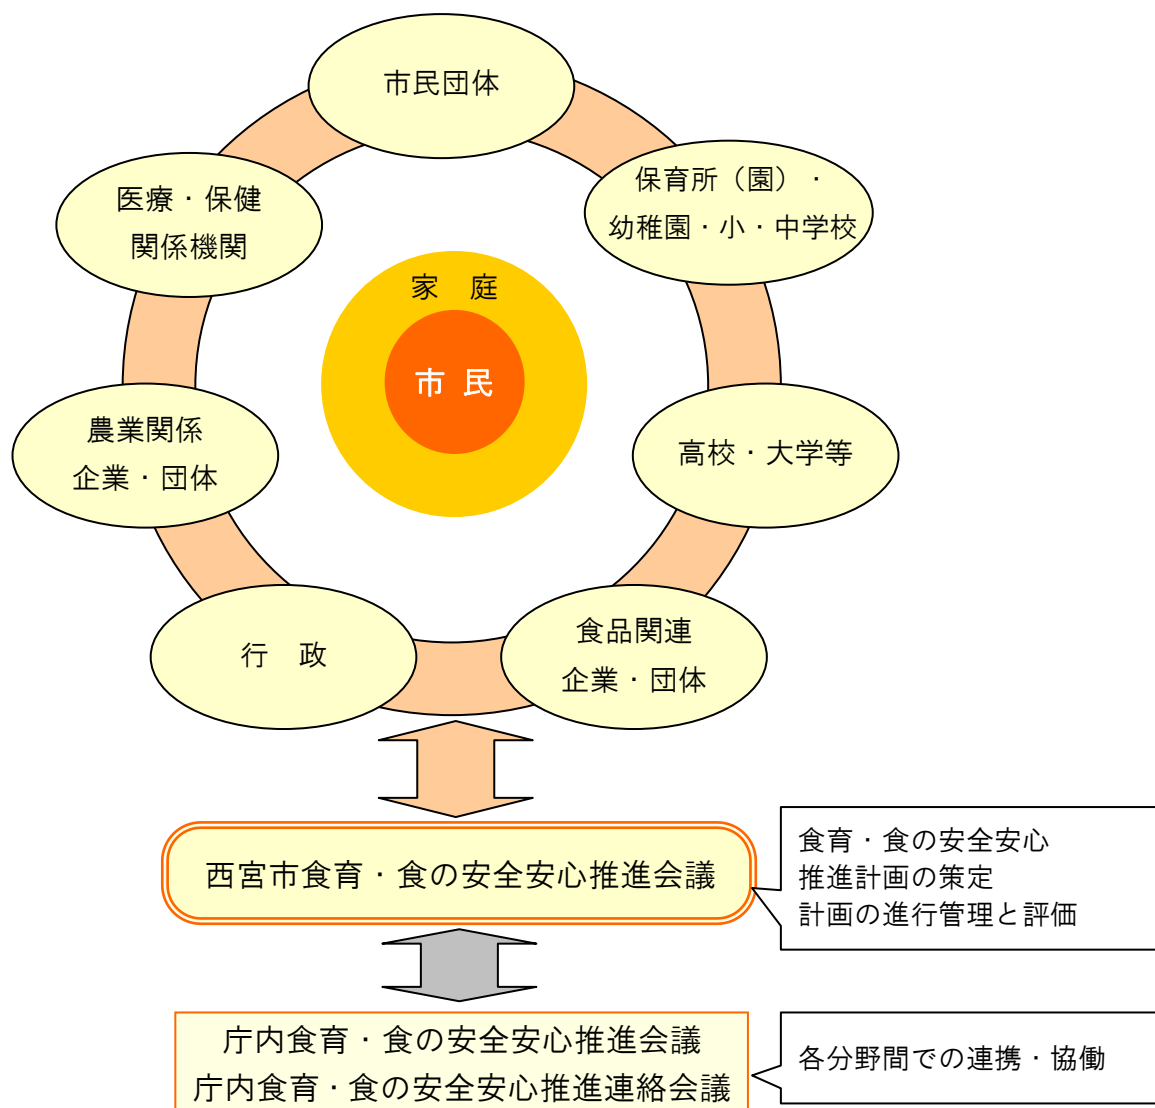 市民団体
保育所（園）・
幼稚園・小・中学校
医療・保健
関係機関
家　庭
市 民
農業関係
企業・団体
高校・大学等
行　政
食品関連
企業・団体
西宮市食育・食の安全安心推進会議
食育・食の安全安心
推進計画の策定
計画の進行管理と評価
庁内食育・食の安全安心推進会議
庁内食育・食の安全安心推進連絡会議
各分野間での連携・協働